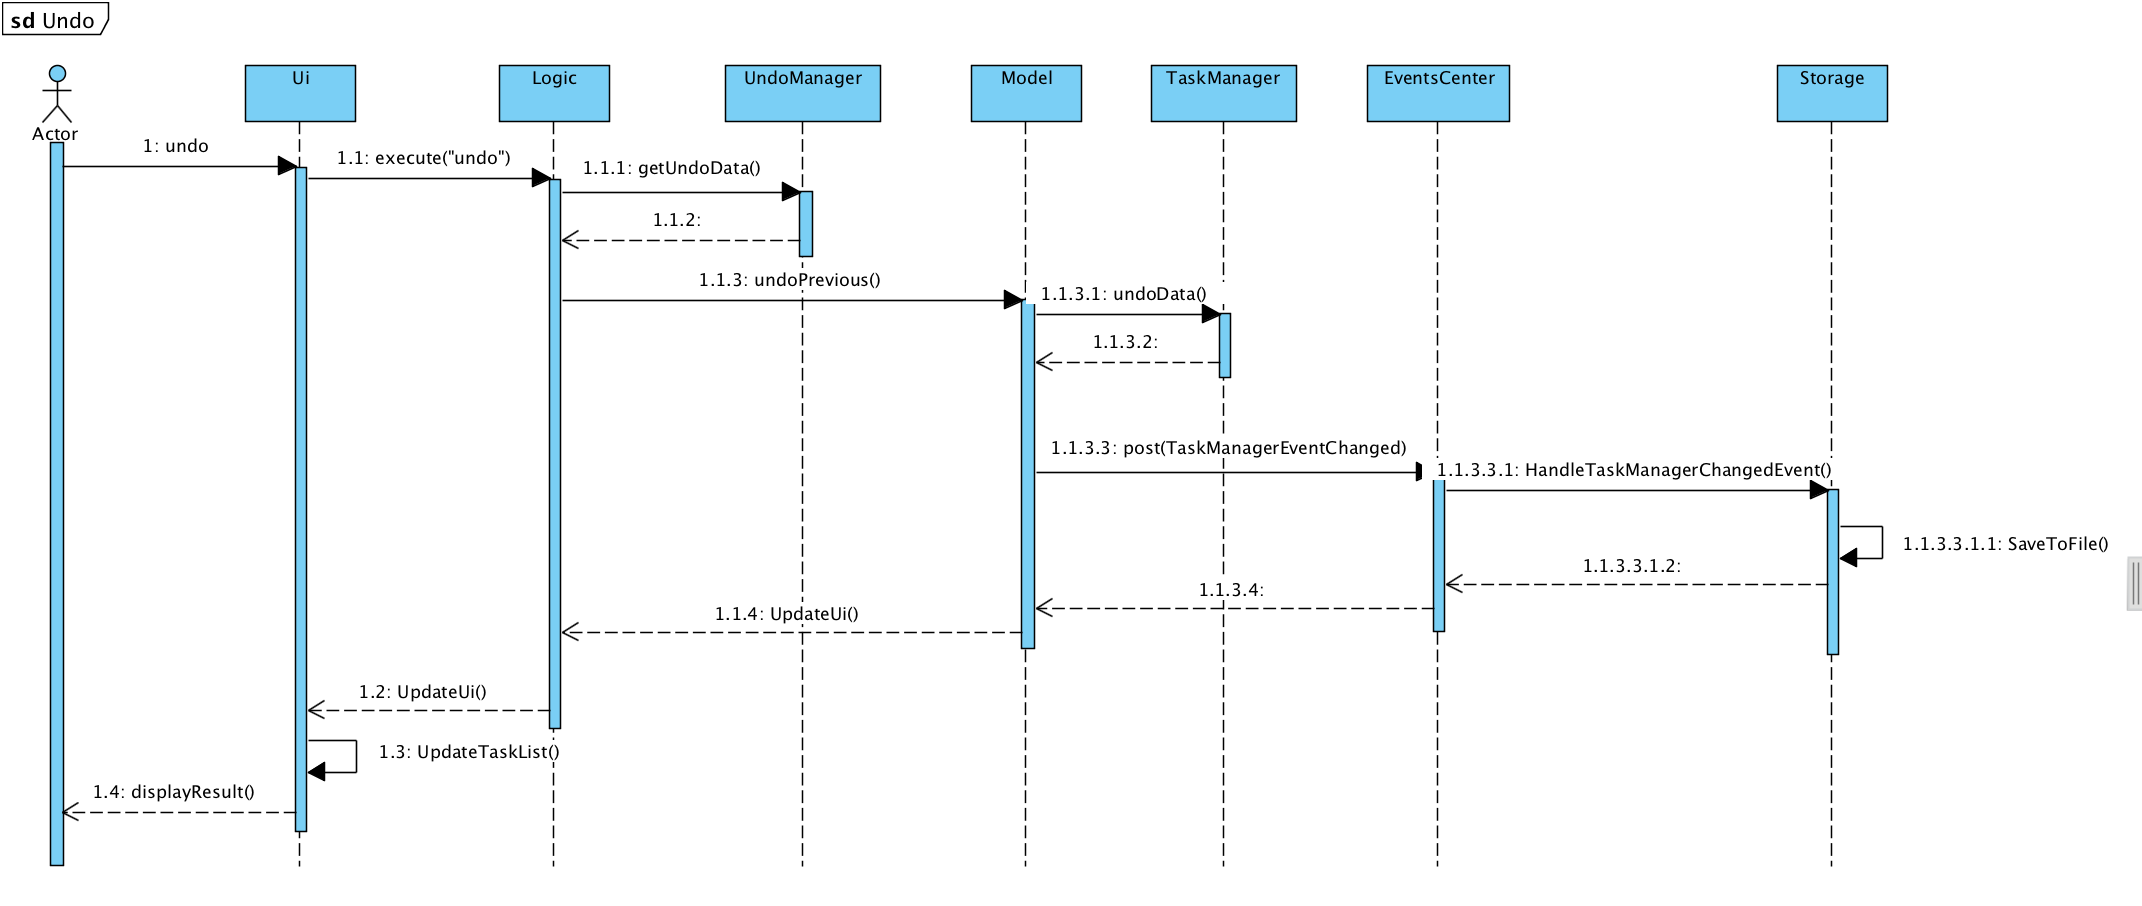 sd Undo
Ui
Logic
UndoManager
Model
TaskManager
EventsCenter
Storage
Actor
1: undo
1.1: execute("undo")
1.1.1: getUndoData()
1.1.2:
1.1.3: undoPrevious()
1.1.3.1: undoData()
1.1.3.2:
1.1.3.3: post(TaskManagerEventChanged)
1.1.3.3.1: HandleTaskManagerChangedEvent()
1.1.3.3.1.1: SaveToFile()
1.1.3.3.1.2:
1.1.3.4:
1.1.4: UpdateUi()
1.2: UpdateUi()
1.3: UpdateTaskList()
1.4: displayResult()